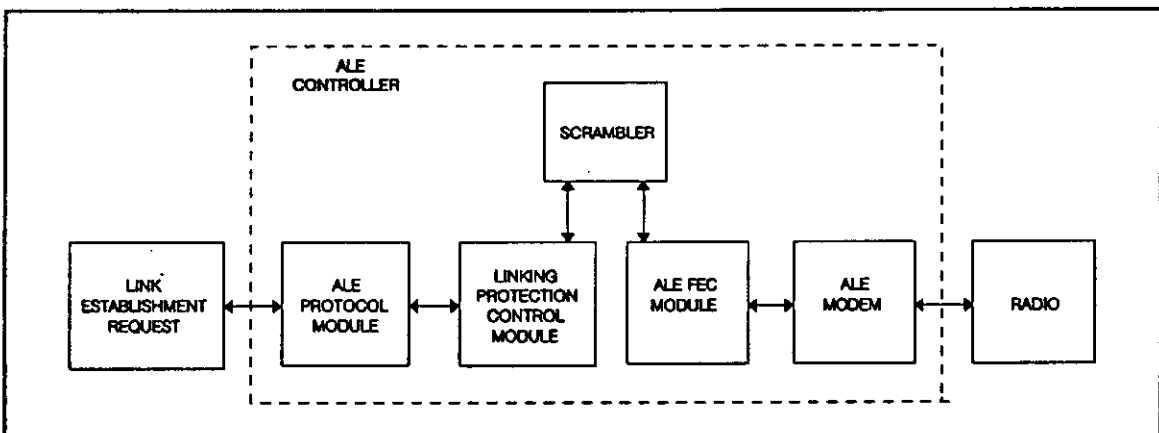 ALE
CONTROLLER
SCRAMBLER
LINK
ESTABLISHMENT
REQUEST
ALE
PROTOCOL
MODULE
LINKING
PROTECTION
CONTROL
MODULE
ALE FEC
MODULE
ALE
MODEM
RADIO